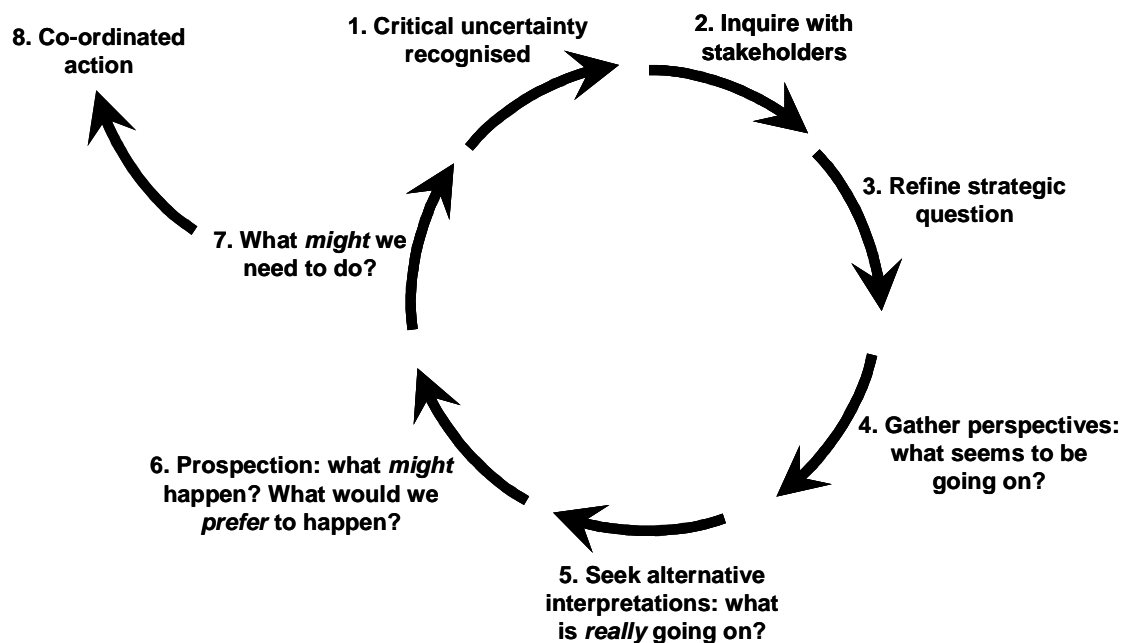 1. Critical uncertainty
recognised
2. Inquire with
stakeholders
3. Refine strategic
question
4. Gather perspectives:
what seems to be
going on?
5. Seek alternative
interpretations: what
is really going on?
6. Prospection: what might
happen? What would we
prefer to happen?
7. What might we
need to do?
8. Co-ordinated
action